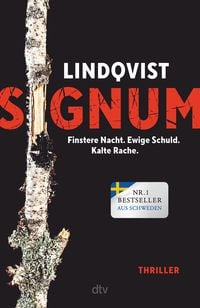 LINDQVIST
SIGNUM
Finstere Nacht. Ewige Schuld.
Kalte Rache.
NR. 1
BESTSELLER
AUS SCHWEDEN
THRILLER
dtv